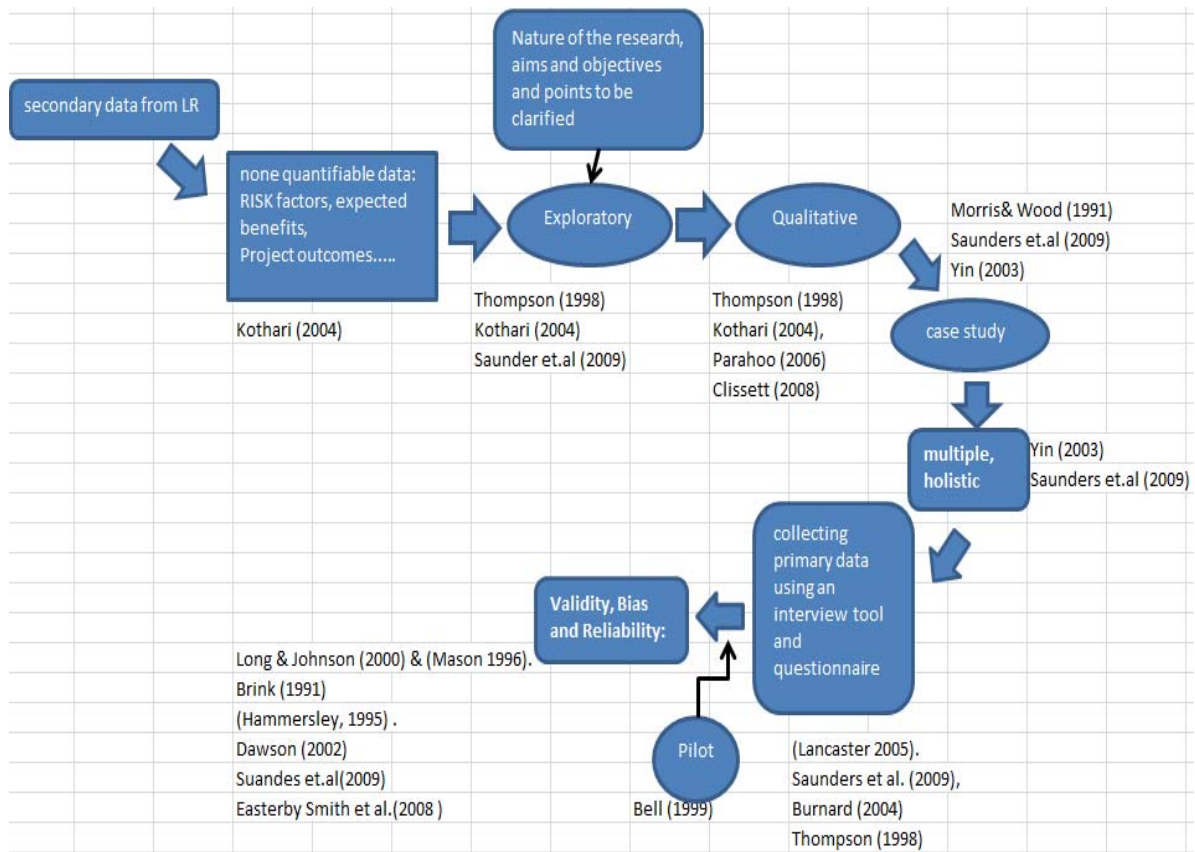 Nature of the research,
aims and objectives
and points to be
clarified
secondary data from LR
none quantifiable data:
RISK factors, expected
benefits,
Project outcomes.....
Exploratory
Qualitative
Morris& Wood (1991)
Saunders et.al (2009)
Yin (2003)
Kothari (2004)
Thompson (1998)
Kothari (2004)
Saunder et.al (2009)
Thompson (1998)
Kothari (2004),
Parahoo (2006)
Clissett (2008)
case study
multiple,
holistic
Yin (2003)
Saunders et.al (2009)
collecting
primary data
using an
interview tool
and
questionnaire
Validity, Bias
and Reliability:
Long & Johnson (2000) & (Mason 1996).
Brink (1991)
(Hammersley, 1995) .
Dawson (2002)
Suandes et.al(2009)
Easterby Smith et al.(2008 )
Pilot
Bell (1999)
(Lancaster 2005).
Saunders et al. (2009),
Burnard (2004)
Thompson (1998)